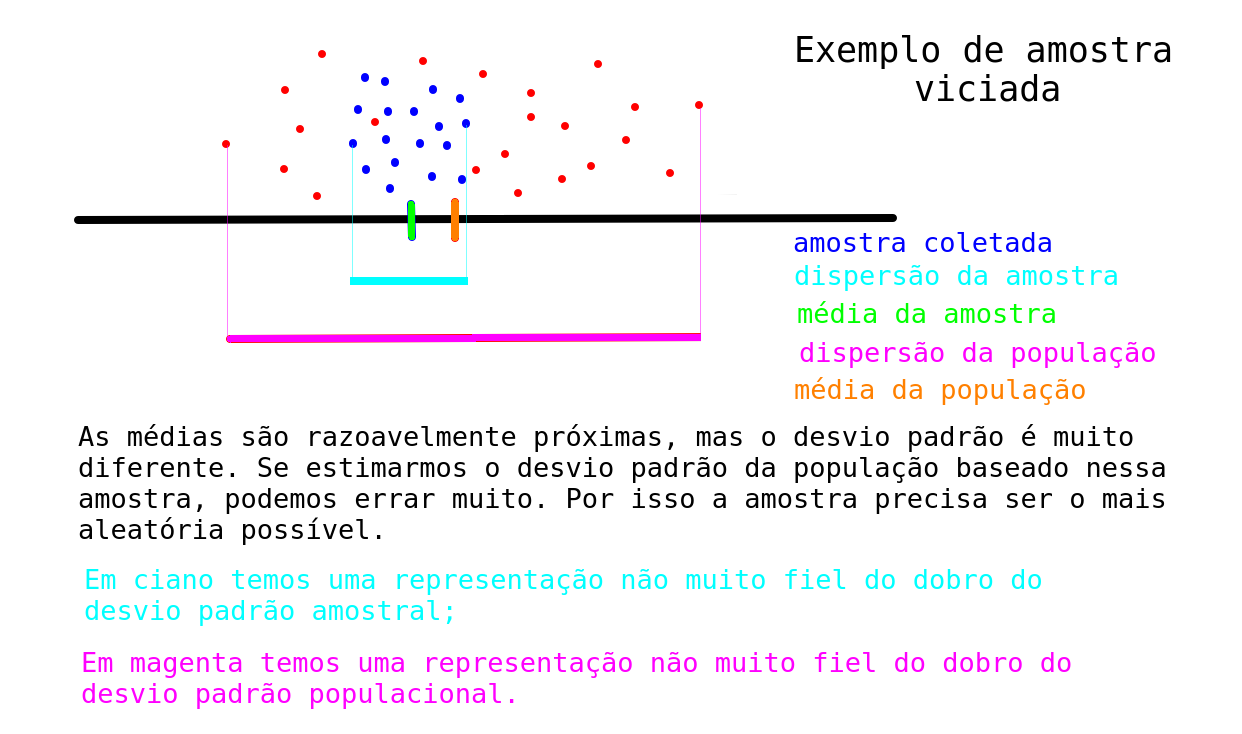 Exemplo de amostra
viciada
amostra coletada
dispersão da amostra
média da amostra
dispersão da população
média da população
As médias são razoavelmente próximas, mas o desvio padrão é muito
diferente. Se estimarmos o desvio padrão da população baseado nessa
amostra, podemos errar muito. Por isso a amostra precisa ser o mais
aleatória possível.
Em ciano temos uma representação não muito fiel do dobro do
desvio padrão amostral;
Em magenta temos uma representação não muito fiel do dobro do
desvio padrão populacional.